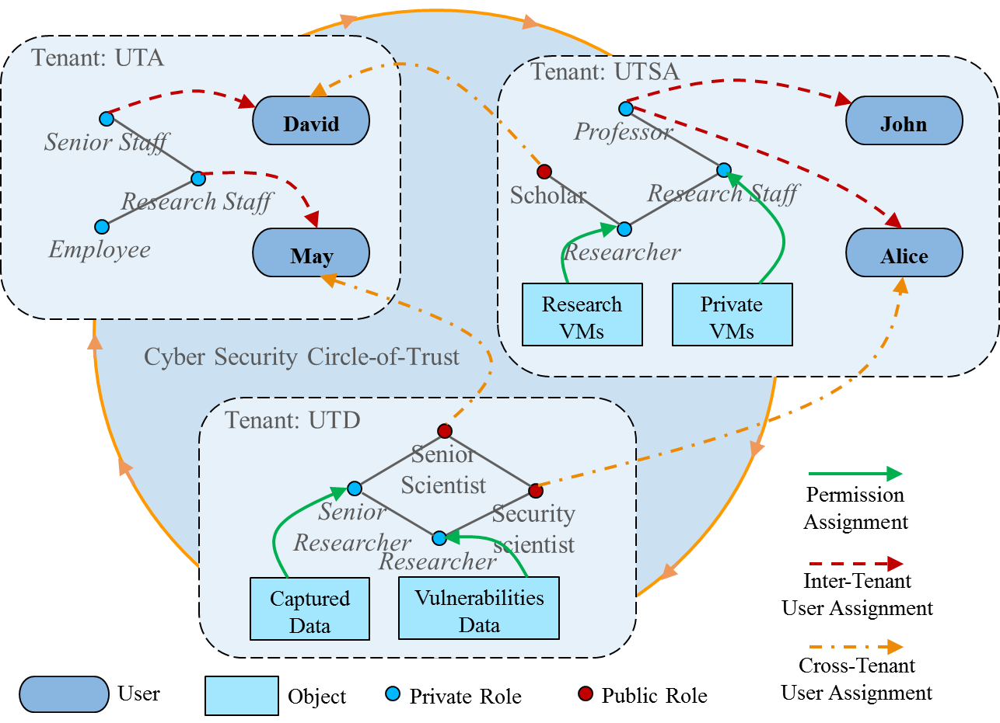 Tenant: UTA
David
Senior Staff
Research Staff
Employee
May
Tenant: UTSA
John
Professor
Scholar
Research Staff
Researcher
Alice
Research
VMs
Private
VMs
Cyber Security Circle-of-Trust
Tenant: UTD
Senior
Scientist
Senior
Researcher
Security
scientist
Researcher
Captured
Data
Vulnerabilities
Data
Permission
Assignment
Inter-Tenant
User Assignment
Cross-Tenant
User Assignment
User
Object
Private Role
Public Role